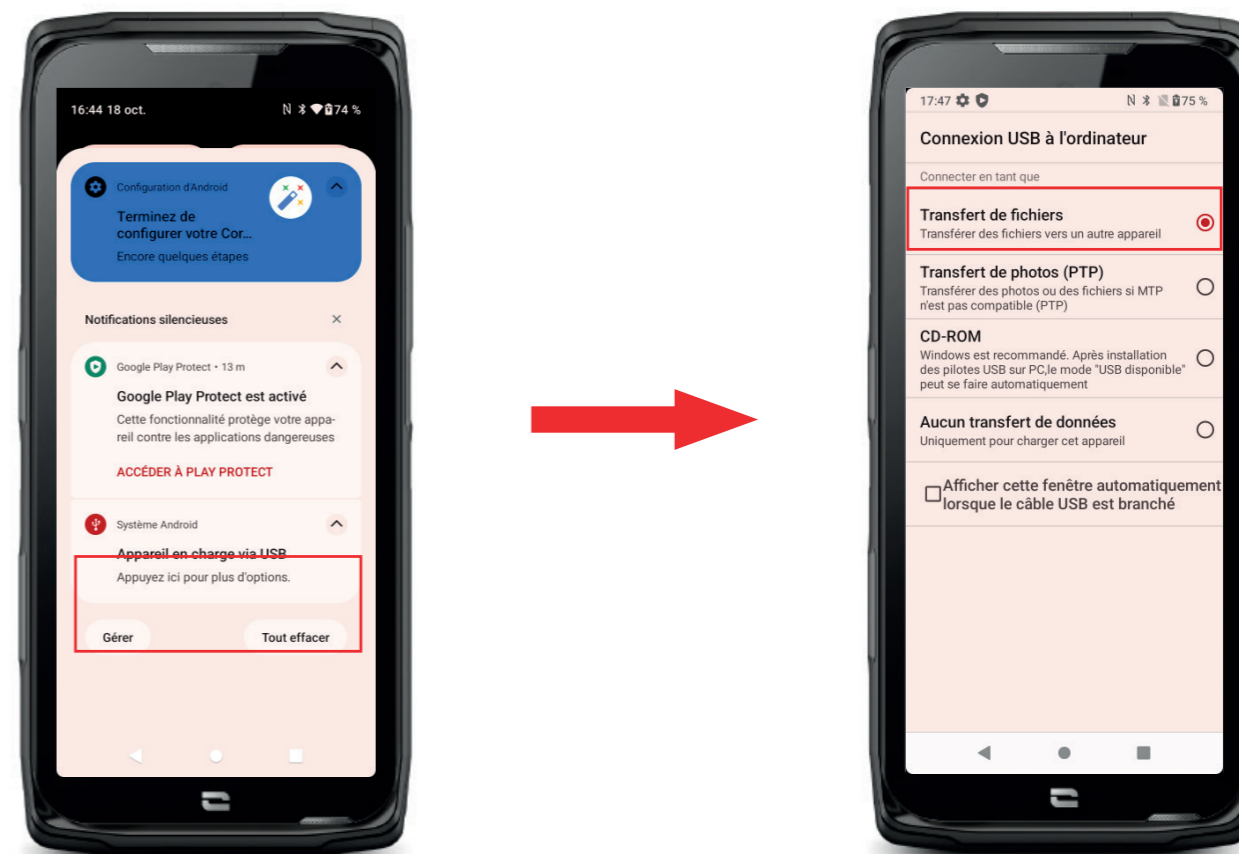 16:44 18 oct.
74 %
Configuration d'Android
Terminez de
configurer votre Cor...
Encore quelques étapes
Notifications silencieuses
Google Play Protect • 13 m
Google Play Protect est activé
Cette fonctionnalité protège votre appa-
reil contre les applications dangereuses
ACCÉDER À PLAY PROTECT
Système Android
Appareil en charge via USB
Appuyez ici pour plus d'options.
Gérer
Tout effacer
17:47
75 %
Connexion USB à l'ordinateur
Connecter en tant que
Transfert de fichiers
Transférer des fichiers vers un autre appareil
Transfert de photos (PTP)
Transférer des photos ou des fichiers si MTP
n'est pas compatible (PTP)
CD-ROM
Windows est recommandé. Après installation
des pilotes USB sur PC,le mode "USB disponible"
peut se faire automatiquement
Aucun transfert de données
Uniquement pour charger cet appareil
Afficher cette fenêtre automatiquement
lorsque le câble USB est branché